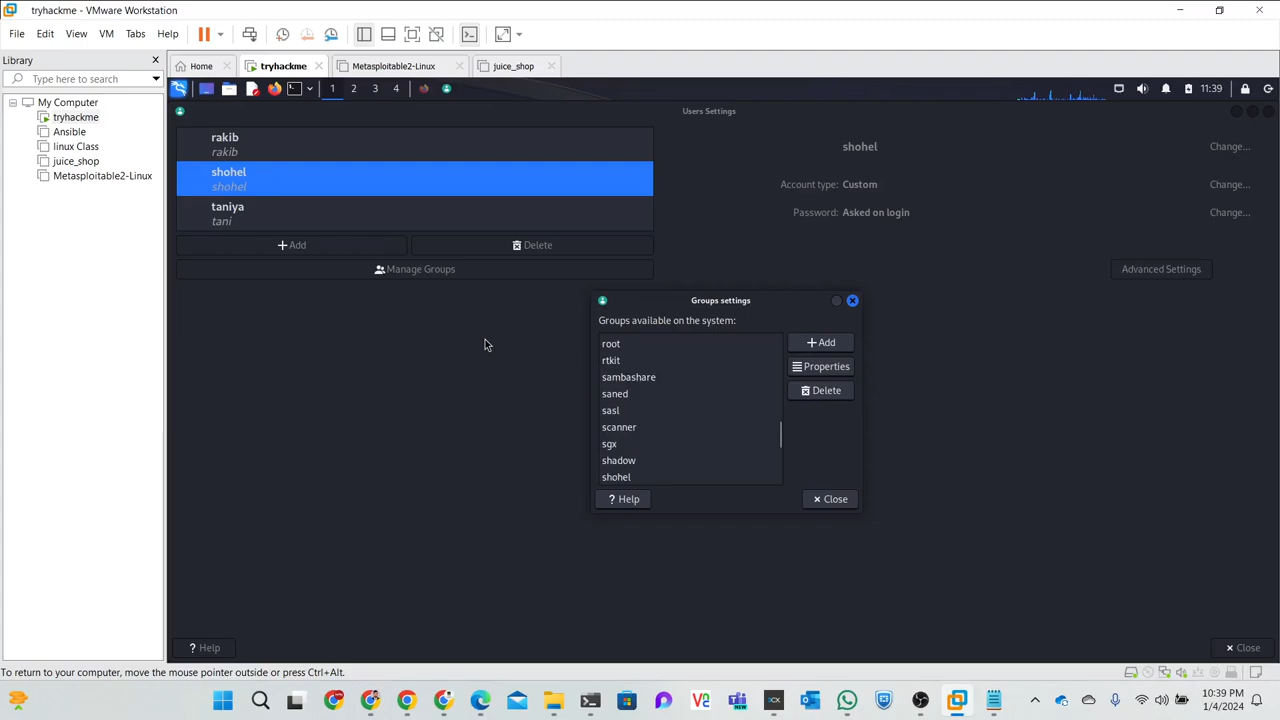 tryhackme - VMware Workstation
File Edit View VM Tabs Help
Library
Type here to search
My Computer
tryhackme
Ansible
linux Class
juice_shop
Metasploitable2-Linux
Home tryhackme Metasploitable2-Linux juice_shop
1 2 3 4 11:39
Users Settings
rakib
rakib
shohel
shohel
taniya
tani
Add Delete
Manage Groups
shohel Change...
Account type: Custom Change...
Password: Asked on login Change...
Advanced Settings
Groups settings
Groups available on the system:
root
rtkit
sambashare
saned
sasl
scanner
sgx
shadow
shohel
Add
Properties
Delete
? Help Close
? Help Close
To return to your computer, move the mouse pointer outside or press Ctrl+Alt.
10:39 PM
1/4/2024